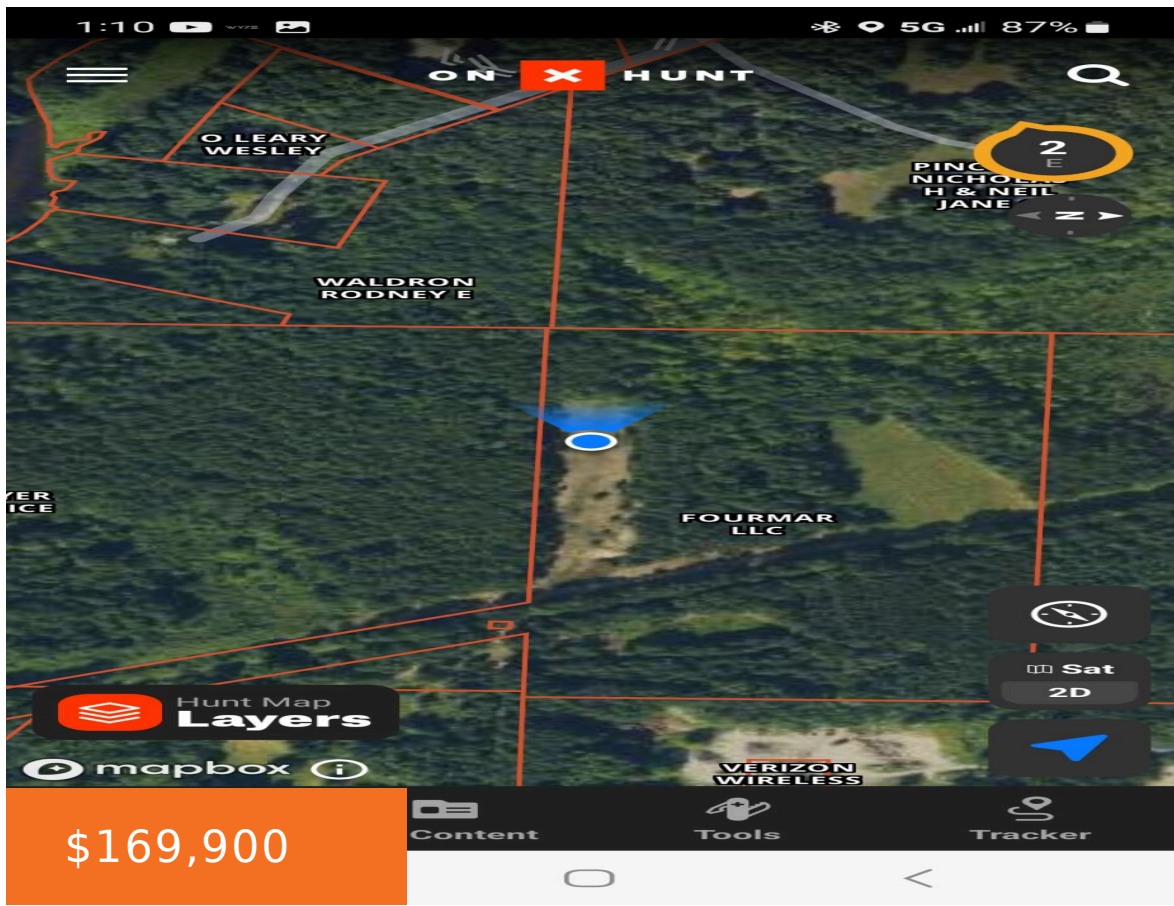 1:10
5G
87%
ON X HUNT
O LEARY
WESLEY
2
E
NICHOLAS
H & NEIL
JANE
Z
WALDRON
RODNEY E
FOURMAR
LLC
Sat
2D
Hunt Map
Layers
mapbox
VERIZON
WIRELESS
Content
Tools
Tracker
$169,900